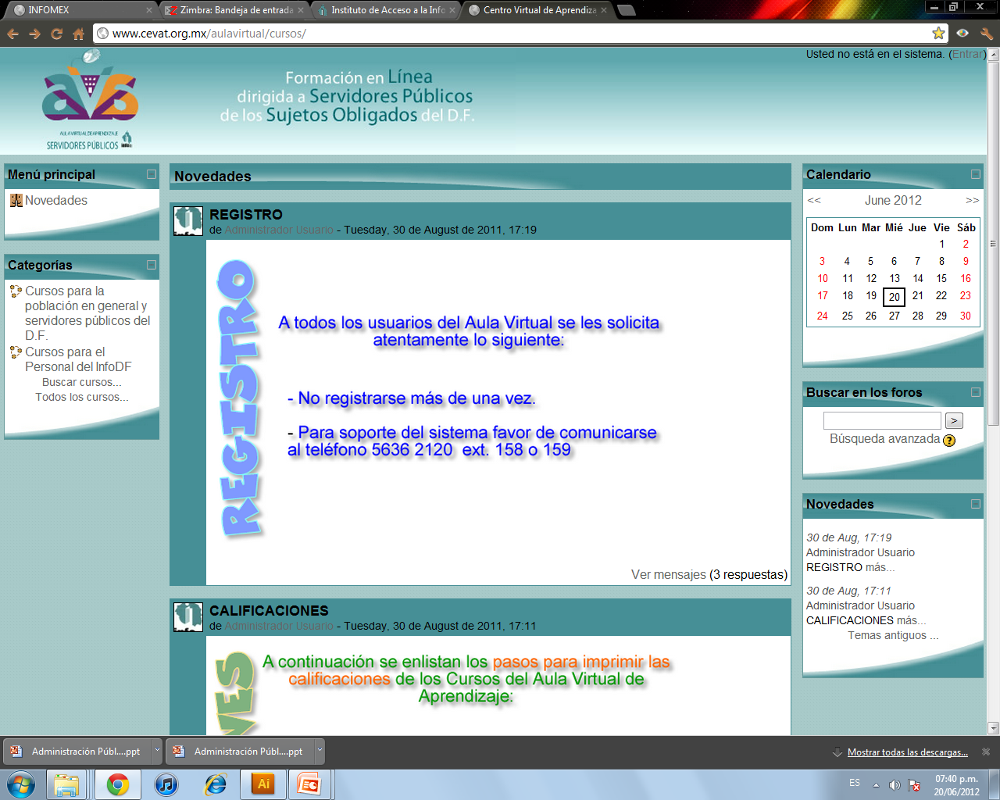 INFOMEX
Zimbra: Bandeja de entrada
Instituto de Acceso a la Info
Centro Virtual de Aprendiza
www.cevat.org.mx/aulavirtual/cursos/
Usted no está en el sistema. (Entrar)
avs
AULA VIRTUAL DE APRENDIZAJE
SERVIDORES PÚBLICOS
Formación en Línea
dirigida a Servidores Públicos
de los Sujetos Obligados del D.F.
Menú principal
Novedades
Categorías
Cursos para la
población en general y
servidores públicos del
D.F.
Cursos para el
Personal del InfoDF
Buscar cursos...
Todos los cursos...
Novedades
REGISTRO
de Administrador Usuario - Tuesday, 30 de August de 2011, 17:19
REGISTRO
A todos los usuarios del Aula Virtual se les solicita
atentamente lo siguiente:
- No registrarse más de una vez.
- Para soporte del sistema favor de comunicarse
al teléfono 5636 2120 ext. 158 o 159
Ver mensajes (3 respuestas)
CALIFICACIONES
de Administrador Usuario - Tuesday, 30 de August de 2011, 17:11
NES
A continuación se enlistan los pasos para imprimir las
calificaciones de los Cursos del Aula Virtual de
Aprendizaje:
Calendario
<< June 2012 >>
Dom Lun Mar Mié Jue Vie Sáb
1 2
3 4 5 6 7 8 9
10 11 12 13 14 15 16
17 18 19 20 21 22 23
24 25 26 27 28 29 30
Buscar en los foros
>
Búsqueda avanzada ?
Novedades
30 de Aug, 17:19
Administrador Usuario
REGISTRO más...
30 de Aug, 17:11
Administrador Usuario
CALIFICACIONES más...
Temas antiguos ...
Administración Públ....ppt
Administración Públ....ppt
Mostrar todas las descargas...
Ai
ES
07:40 p.m.
20/06/2012